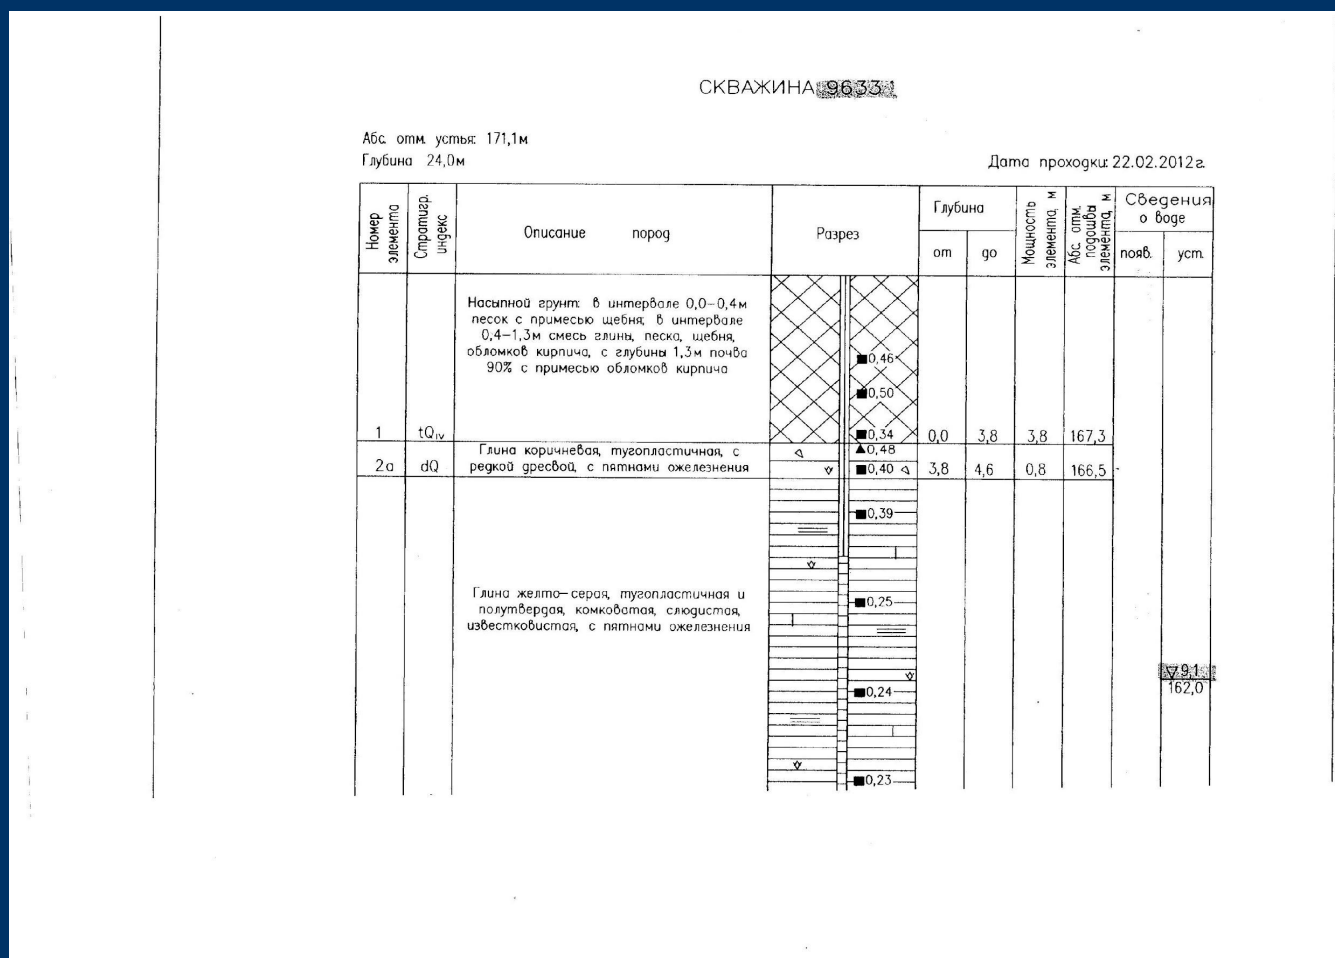 СКВАЖИНА 9633
Абс. отм. устья: 171,1м
Глубина 24,0м
Дата проходки: 22.02.2012г.
Номер элемента
Стратигр. индекс
Описание пород
Разрез
Глубина
от
до
Мощность элемента, м
Абс. отм. подошвы элемента, м
Сведения о воде
появ.
уст.
Насыпной грунт: в интервале 0,0-0,4м
песок с примесью щебня; в интервале
0,4-1,3м смесь глины, песка, щебня,
обломков кирпича, с глубины 1,3м почва
90% с примесью обломков кирпича
0,46
0,50
1 tQIV 0,34 0,0 3,8 3,8 167,3
Глина коричневая, тугопластичная, с
редкой дресвой, с пятнами ожелезнения
0,48
2а dQ 0,40 3,8 4,6 0,8 166,5
0,39
Глина желто-серая, тугопластичная и
полутвердая, комковатая, слюдистая,
известковистая, с пятнами ожелезнения
0,25
9,1
162,0
0,24
0,23